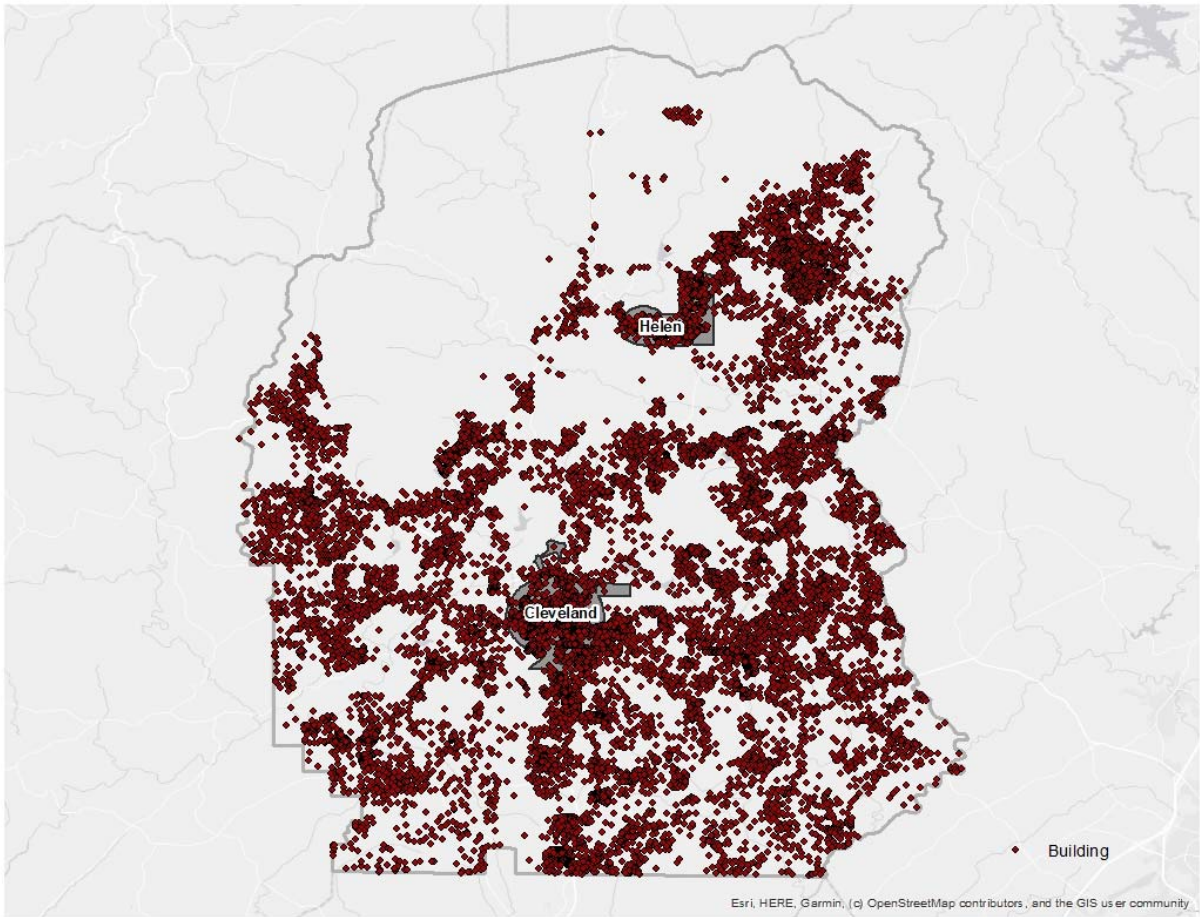 Helen
Cleveland
Building
Esri, HERE, Garmin, (c) OpenStreetMap contributors, and the GIS user community